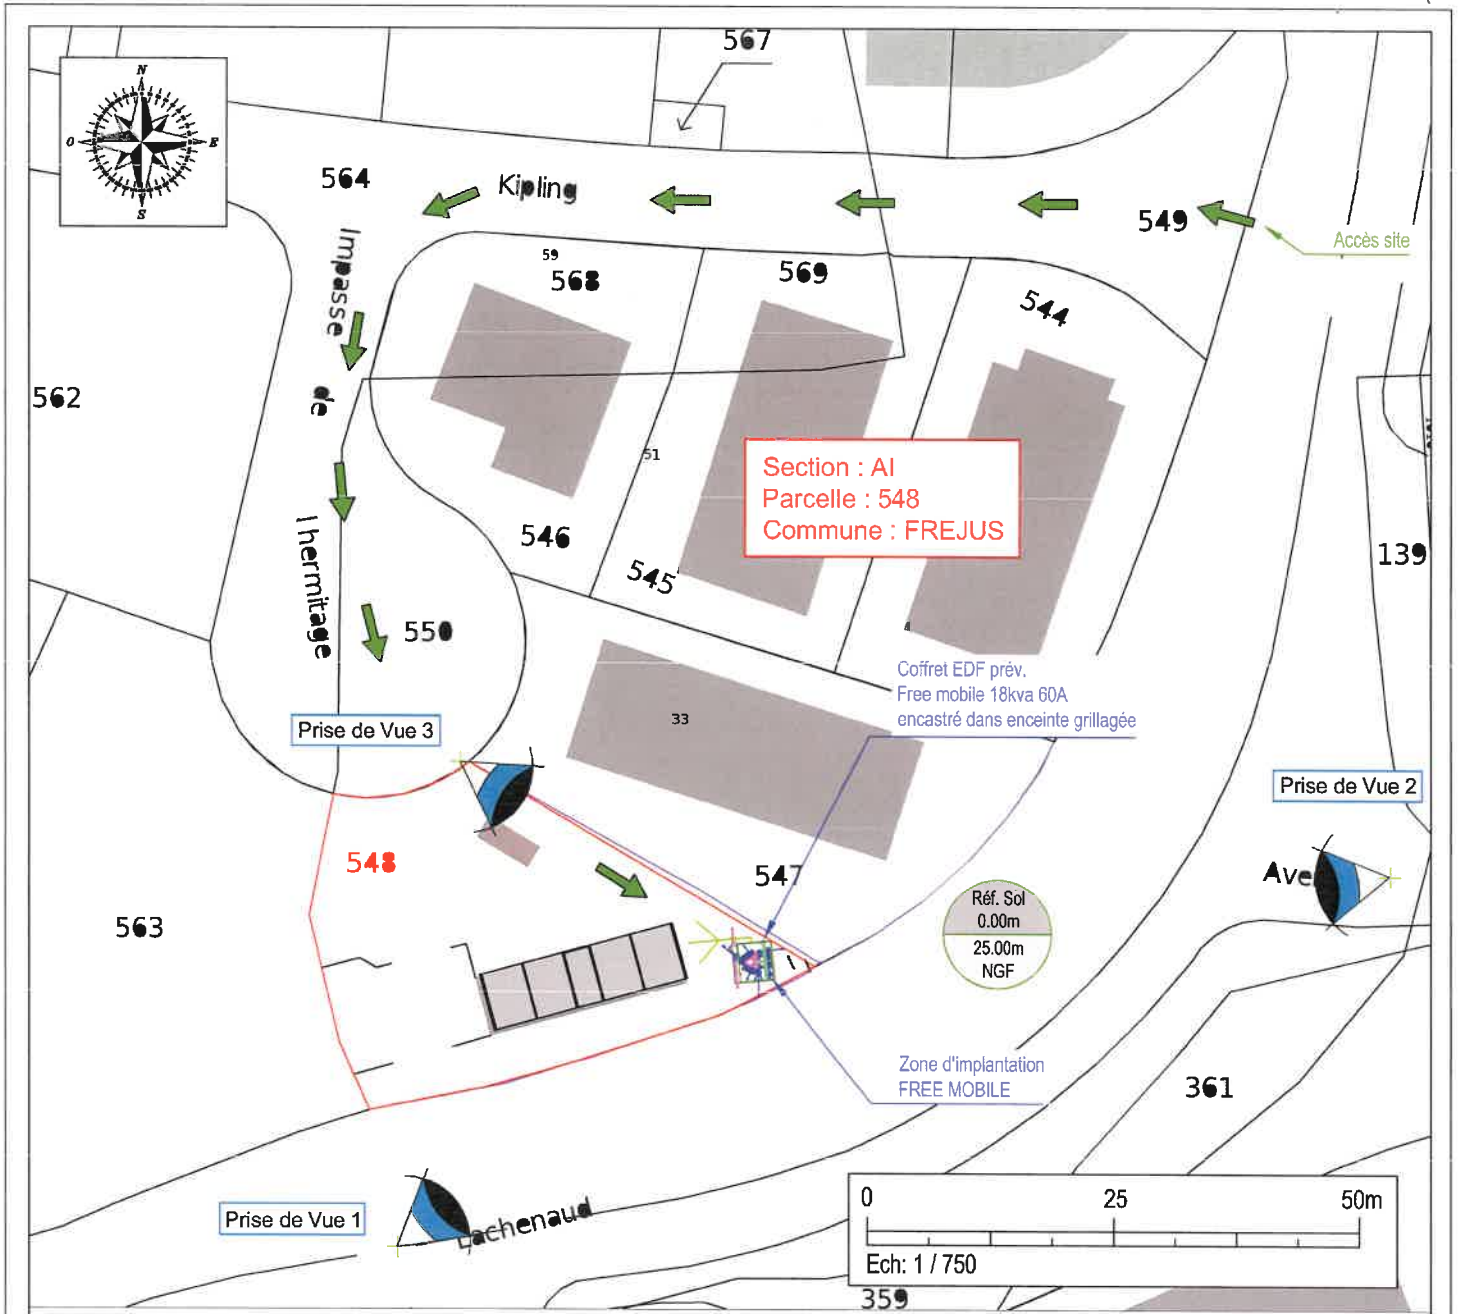 567
N
O
E
S
564
Kipling
549
Accès site
Impasse
de
l hermitage
59
568
569
544
562
51
Section : AI
Parcelle : 548
Commune : FREJUS
546
545
139
550
Coffret EDF prév.
Free mobile 18kva 60A
encastré dans enceinte grillagée
33
Prise de Vue 3
Prise de Vue 2
548
547
Ave
Réf. Sol
0.00m
25.00m
NGF
563
Zone d'implantation
FREE MOBILE
361
Prise de Vue 1
Lachenaud
0
25
50m
Ech: 1 / 750
359